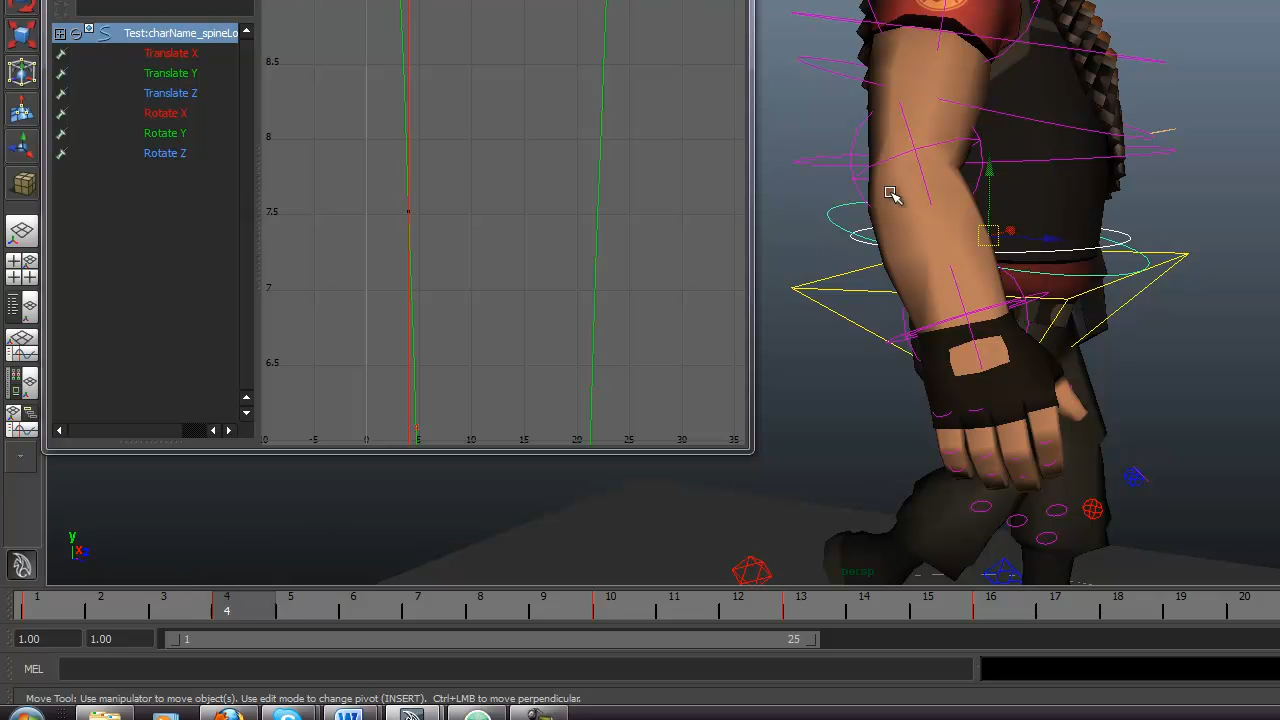 Test:charName_spineLo
Translate X
Translate Y
Translate Z
Rotate X
Rotate Y
Rotate Z
8.5
8
7.5
7
6.5
-5 0 5 10 15 20 25 30 35
y
x z
persp
1 2 3 4 5 6 7 8 9 10 11 12 13 14 15 16 17 18 19 20
4
1.00 1.00 1 25
MEL
Move Tool: Use manipulator to move object(s). Use edit mode to change pivot (INSERT). Ctrl+LMB to move perpendicular.